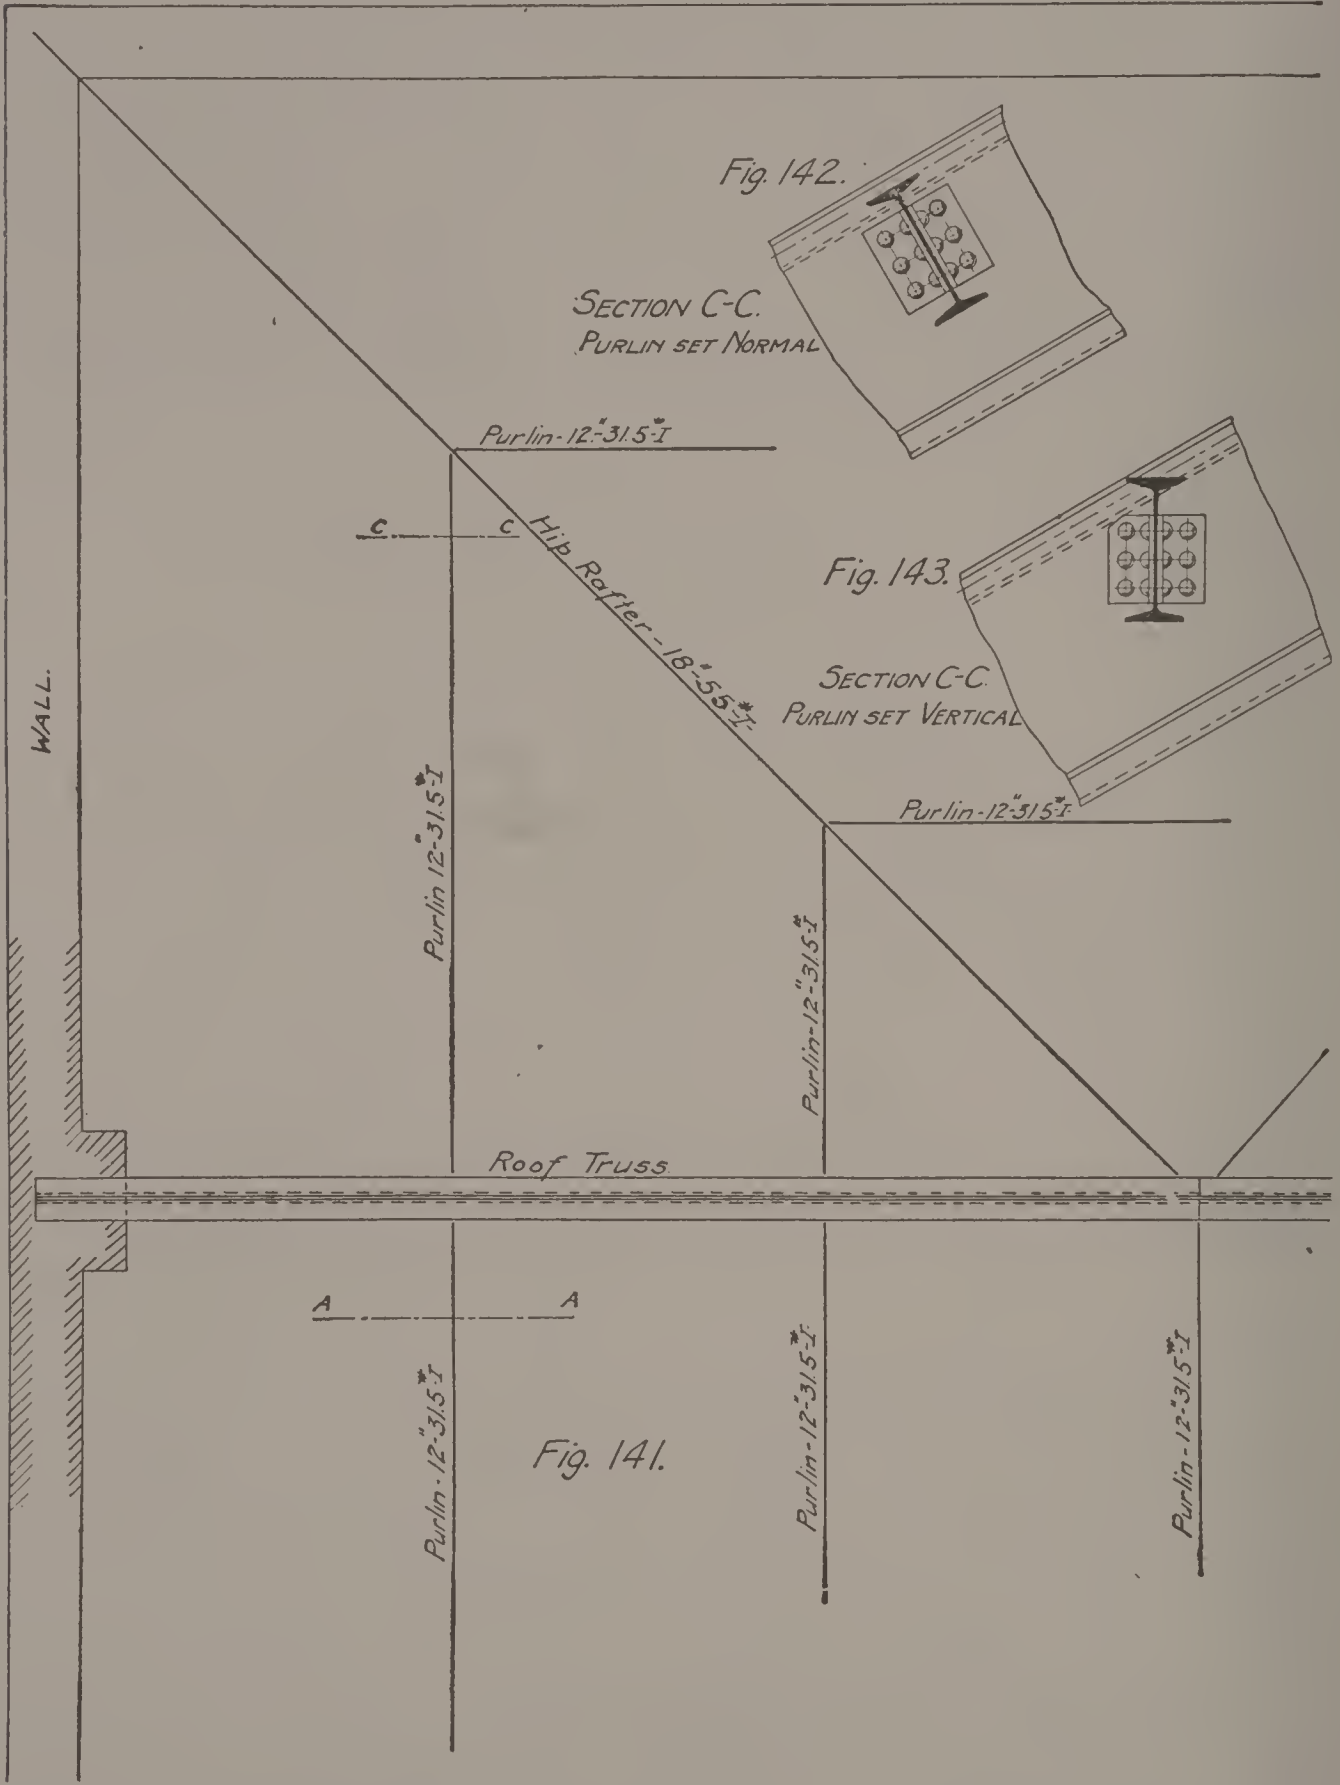 Fig. 142.
SECTION C-C.
PURLIN SET NORMAL
Purlin-12"-31.5#-I
C C
Hip Rafter-18"-55#-I
Fig. 143.
SECTION C-C.
PURLIN SET VERTICAL
WALL.
Purlin 12"-31.5#-I
Purlin-12"-31.5#-I
Purlin-12"-31.5#-I
Roof Truss
A A
Purlin-12"-31.5#-I
Purlin-12"-31.5#-I
Purlin-12"-31.5#-I
Fig. 141.